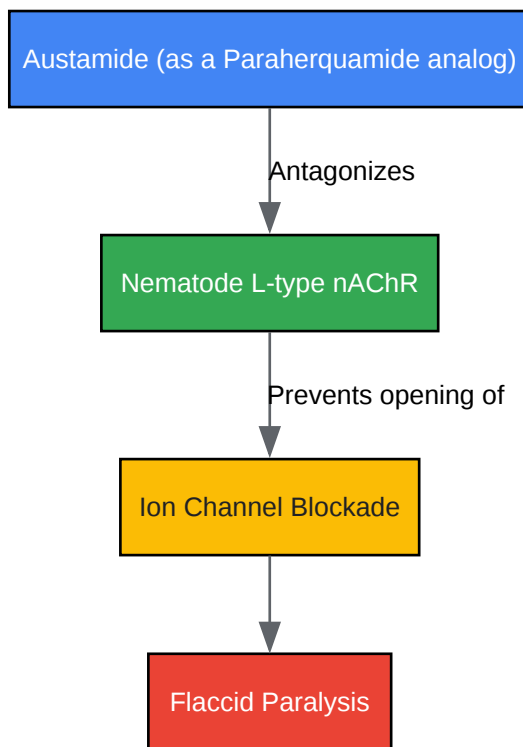 Austamide (as a Paraherquamide analog)
Antagonizes
Nematode L-type nAChR
Prevents opening of
Ion Channel Blockade
Flaccid Paralysis